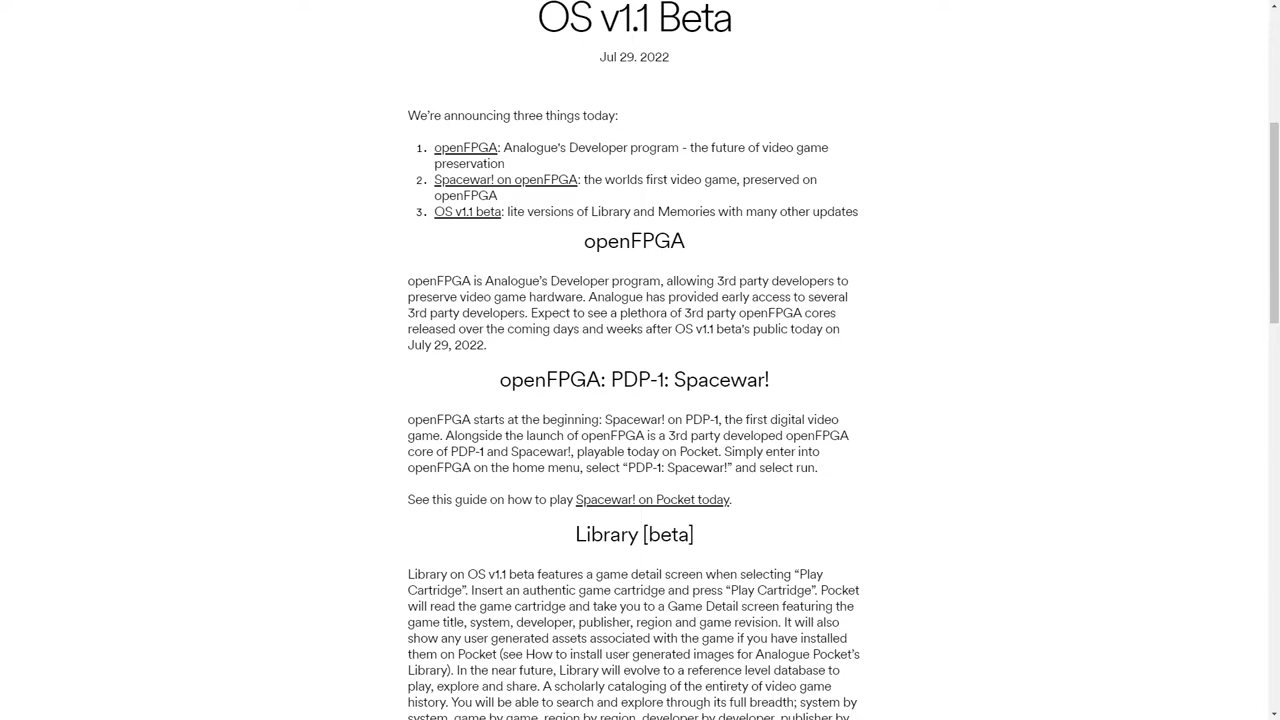 OS v1.1 Beta
Jul 29. 2022
We're announcing three things today:
1. openFPGA: Analogue's Developer program - the future of video game
preservation
2. Spacewar! on openFPGA: the worlds first video game, preserved on
openFPGA
3. OS v1.1 beta: lite versions of Library and Memories with many other updates
openFPGA
openFPGA is Analogue's Developer program, allowing 3rd party developers to
preserve video game hardware. Analogue has provided early access to several
3rd party developers. Expect to see a plethora of 3rd party openFPGA cores
released over the coming days and weeks after OS v1.1 beta's public today on
July 29, 2022.
openFPGA: PDP-1: Spacewar!
openFPGA starts at the beginning: Spacewar! on PDP-1, the first digital video
game. Alongside the launch of openFPGA is a 3rd party developed openFPGA
core of PDP-1 and Spacewar!, playable today on Pocket. Simply enter into
openFPGA on the home menu, select “PDP-1: Spacewar!” and select run.
See this guide on how to play Spacewar! on Pocket today.
Library [beta]
Library on OS v1.1 beta features a game detail screen when selecting “Play
Cartridge”. Insert an authentic game cartridge and press “Play Cartridge”. Pocket
will read the game cartridge and take you to a Game Detail screen featuring the
game title, system, developer, publisher, region and game revision. It will also
show any user generated assets associated with the game if you have installed
them on Pocket (see How to install user generated images for Analogue Pocket's
Library). In the near future, Library will evolve to a reference level database to
play, explore and share. A scholarly cataloging of the entirety of video game
history. You will be able to search and explore through its full breadth; system by
system, game by game, region by region, developer by developer, publisher by